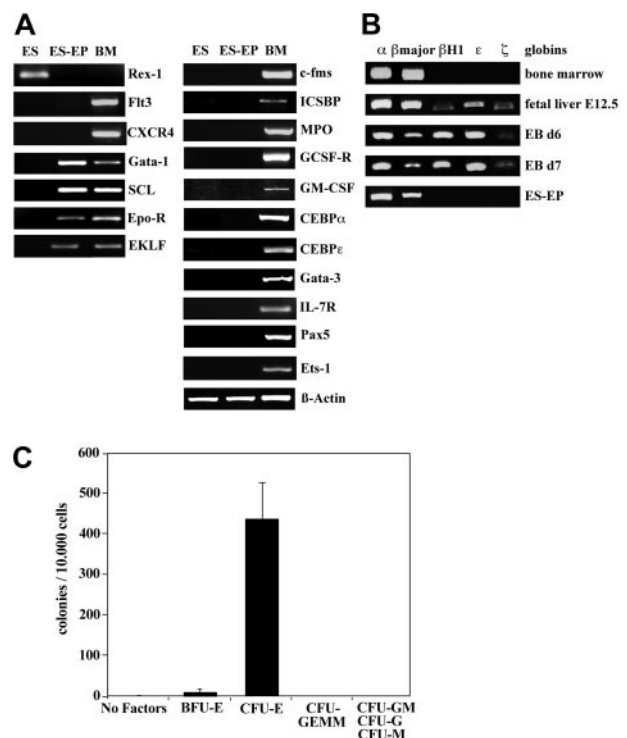 A
ES ES-EP BM
Rex-1
Flt3
CXCR4
Gata-1
SCL
Epo-R
EKLF
ES ES-EP BM
c-fms
ICSBP
MPO
GCSF-R
GM-CSF
CEBPα
CEBPε
Gata-3
IL-7R
Pax5
Ets-1
ß-Actin
B
α βmajor βH1 ε ζ globins
bone marrow
fetal liver E12.5
EB d6
EB d7
ES-EP
C
colonies / 10.000 cells
600
500
400
300
200
100
0
No Factors BFU-E CFU-E CFU-GEMM CFU-GM
CFU-G
CFU-M